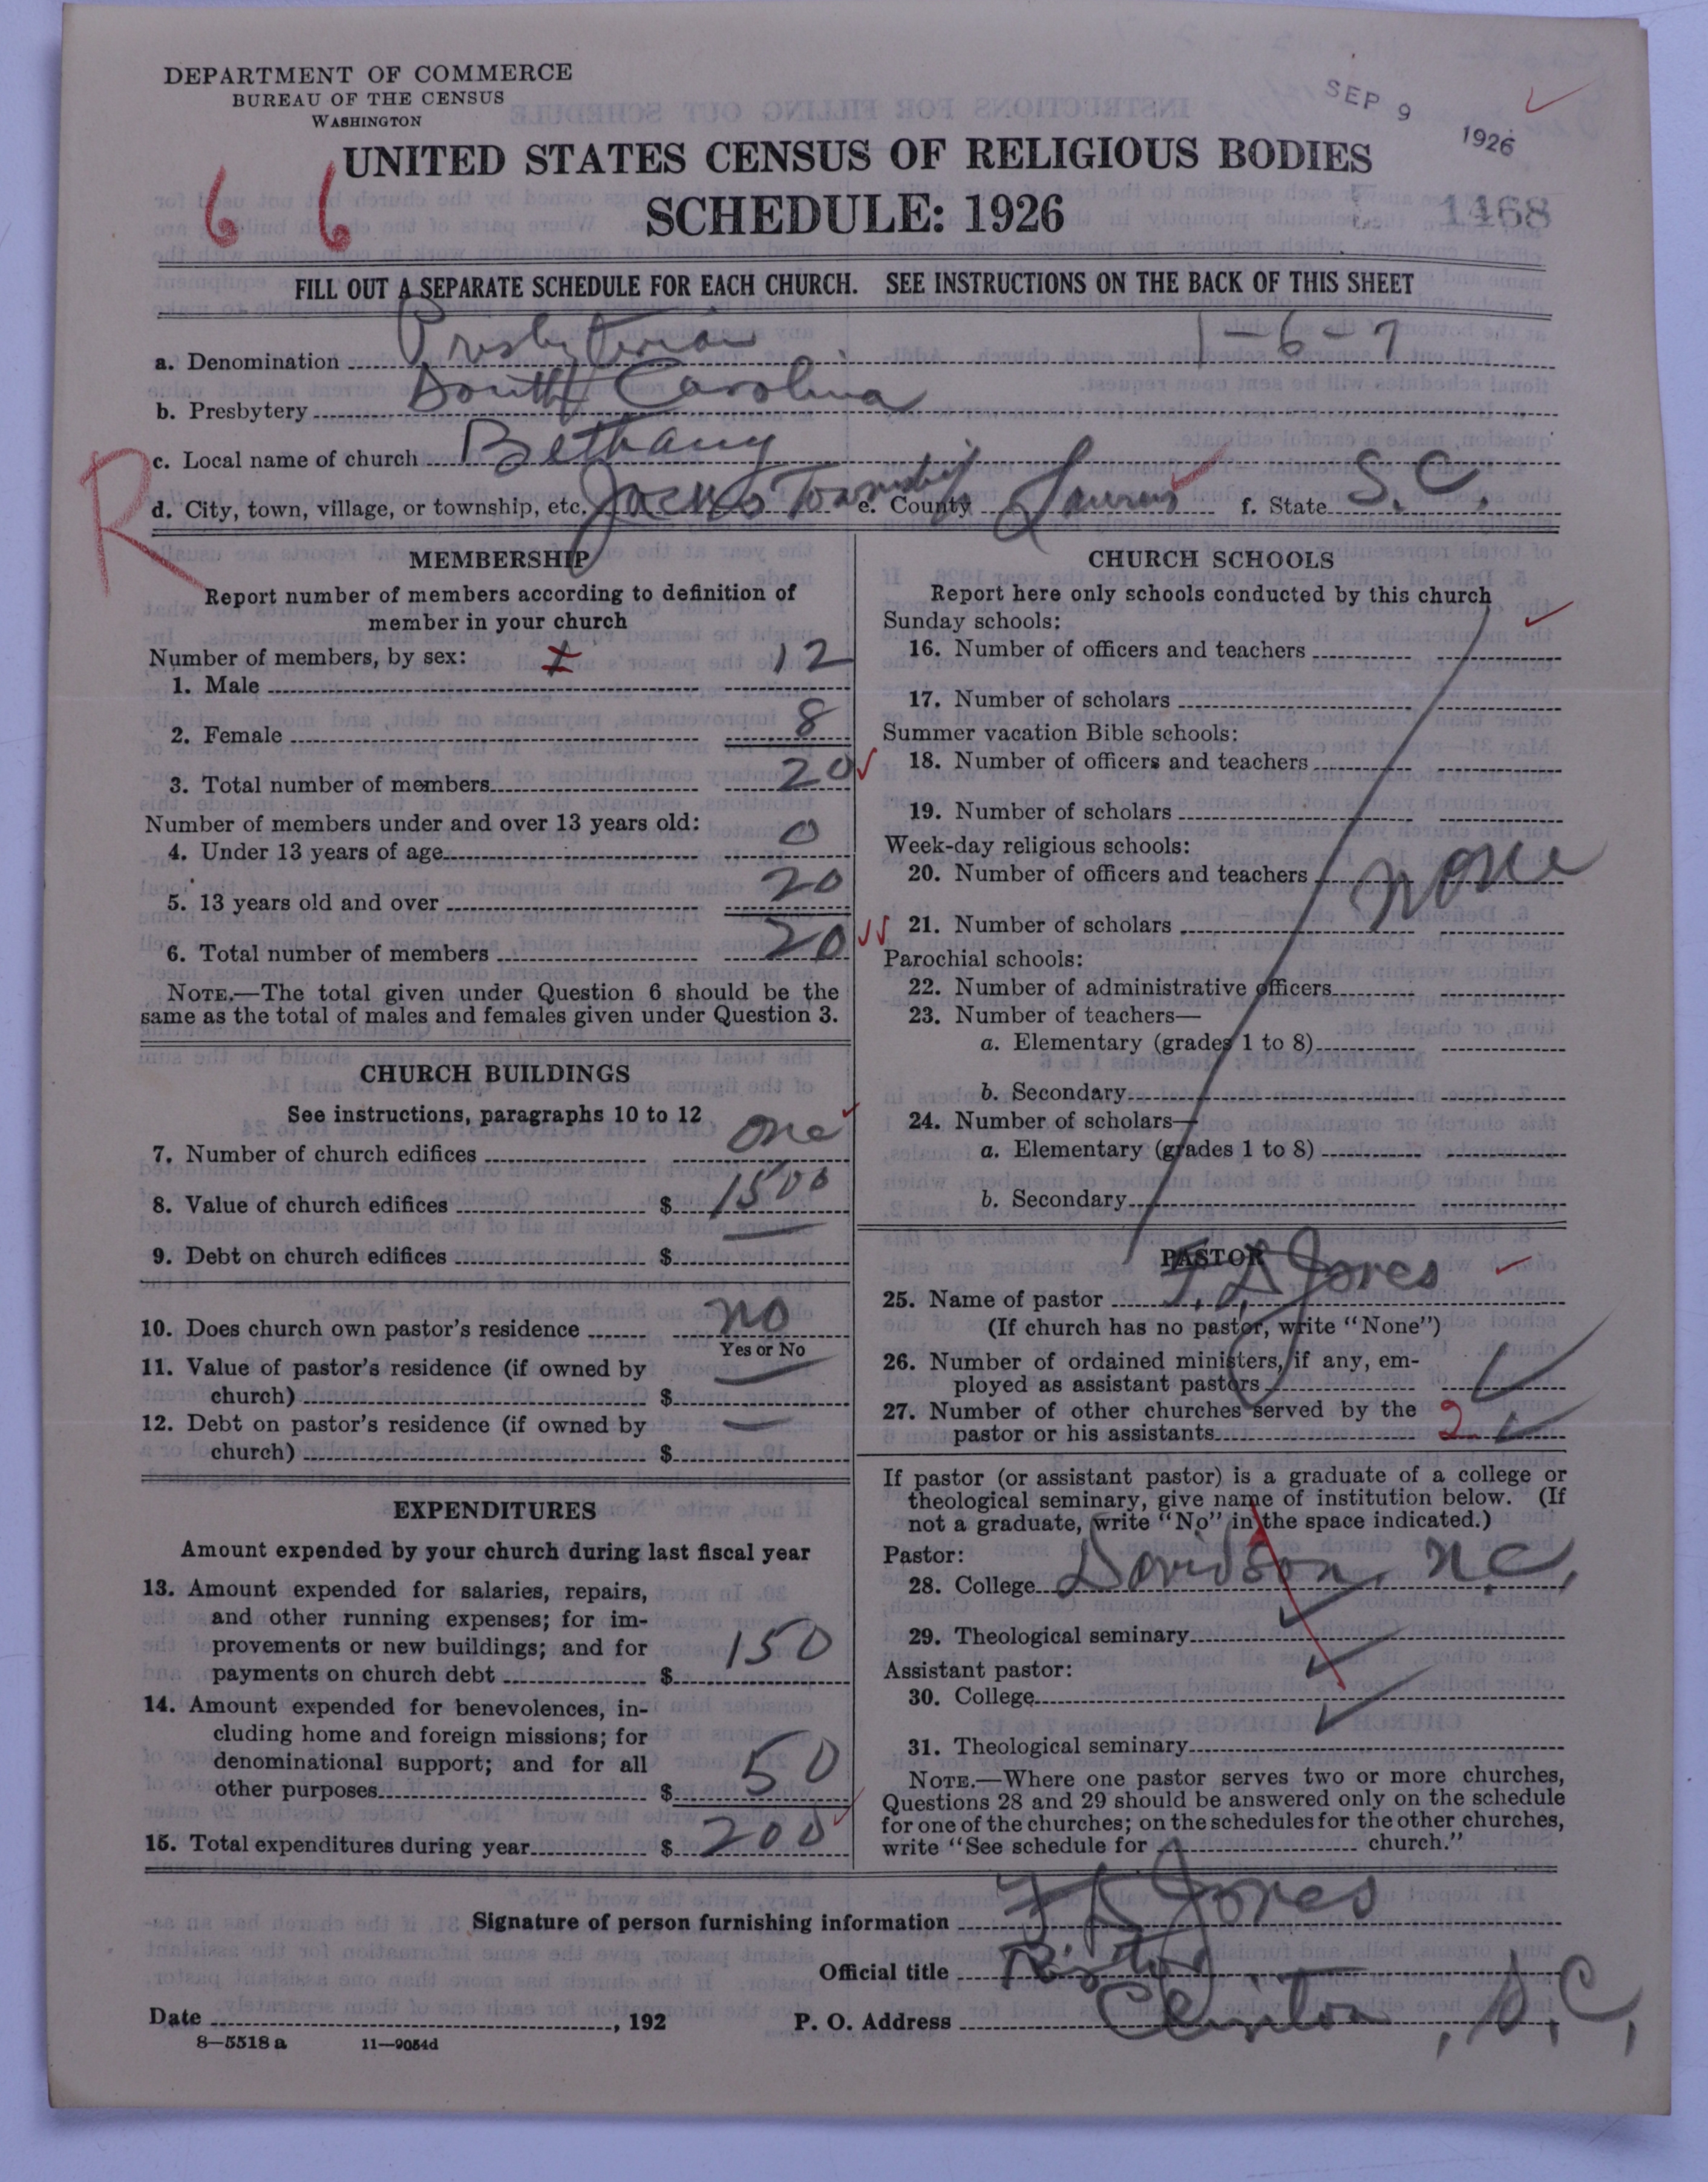 DEPARTMENT OF COMMERCE
BUREAU OF THE CENSUS
WASHINGTON
SEP 9 1926
UNITED STATES CENSUS OF RELIGIOUS BODIES
6 6
SCHEDULE: 1926
1468
FILL OUT A SEPARATE SCHEDULE FOR EACH CHURCH. SEE INSTRUCTIONS ON THE BACK OF THIS SHEET
a. Denomination Presbyterian 1-6-7
b. Presbytery South Carolina
c. Local name of church Bethany
R
d. City, town, village, or township, etc. Jacks Township e. County Laurens f. State S.C.
MEMBERSHIP
Report number of members according to definition of
member in your church
Number of members, by sex:
1. Male 12
2. Female 8
3. Total number of members 20
Number of members under and over 13 years old:
4. Under 13 years of age 0
5. 13 years old and over 20
6. Total number of members 20
NOTE.—The total given under Question 6 should be the
same as the total of males and females given under Question 3.
CHURCH BUILDINGS
See instructions, paragraphs 10 to 12
7. Number of church edifices one
8. Value of church edifices $ 1500
9. Debt on church edifices $
10. Does church own pastor's residence no
Yes or No
11. Value of pastor's residence (if owned by
church) $
12. Debt on pastor's residence (if owned by
church) $
EXPENDITURES
Amount expended by your church during last fiscal year
13. Amount expended for salaries, repairs,
and other running expenses; for im-
provements or new buildings; and for
payments on church debt $ 150
14. Amount expended for benevolences, in-
cluding home and foreign missions; for
denominational support; and for all
other purposes $ 50
15. Total expenditures during year $ 200
CHURCH SCHOOLS
Report here only schools conducted by this church
Sunday schools:
16. Number of officers and teachers
17. Number of scholars
Summer vacation Bible schools:
18. Number of officers and teachers
19. Number of scholars
Week-day religious schools:
20. Number of officers and teachers none
21. Number of scholars
Parochial schools:
22. Number of administrative officers
23. Number of teachers—
a. Elementary (grades 1 to 8)
b. Secondary
24. Number of scholars—
a. Elementary (grades 1 to 8)
b. Secondary
PASTOR
25. Name of pastor F. D. Jones
(If church has no pastor, write "None")
26. Number of ordained ministers, if any, em-
ployed as assistant pastors
27. Number of other churches served by the
pastor or his assistants 2
If pastor (or assistant pastor) is a graduate of a college or
theological seminary, give name of institution below. (If
not a graduate, write "No" in the space indicated.)
Pastor:
28. College Davidson, N.C.
29. Theological seminary
Assistant pastor:
30. College
31. Theological seminary
NOTE.—Where one pastor serves two or more churches,
Questions 28 and 29 should be answered only on the schedule
for one of the churches; on the schedules for the other churches,
write "See schedule for church."
Signature of person furnishing information F D Jones
Official title Pastor
Date , 192 P. O. Address Clinton, S.C.
8—5518 a 11—9054d